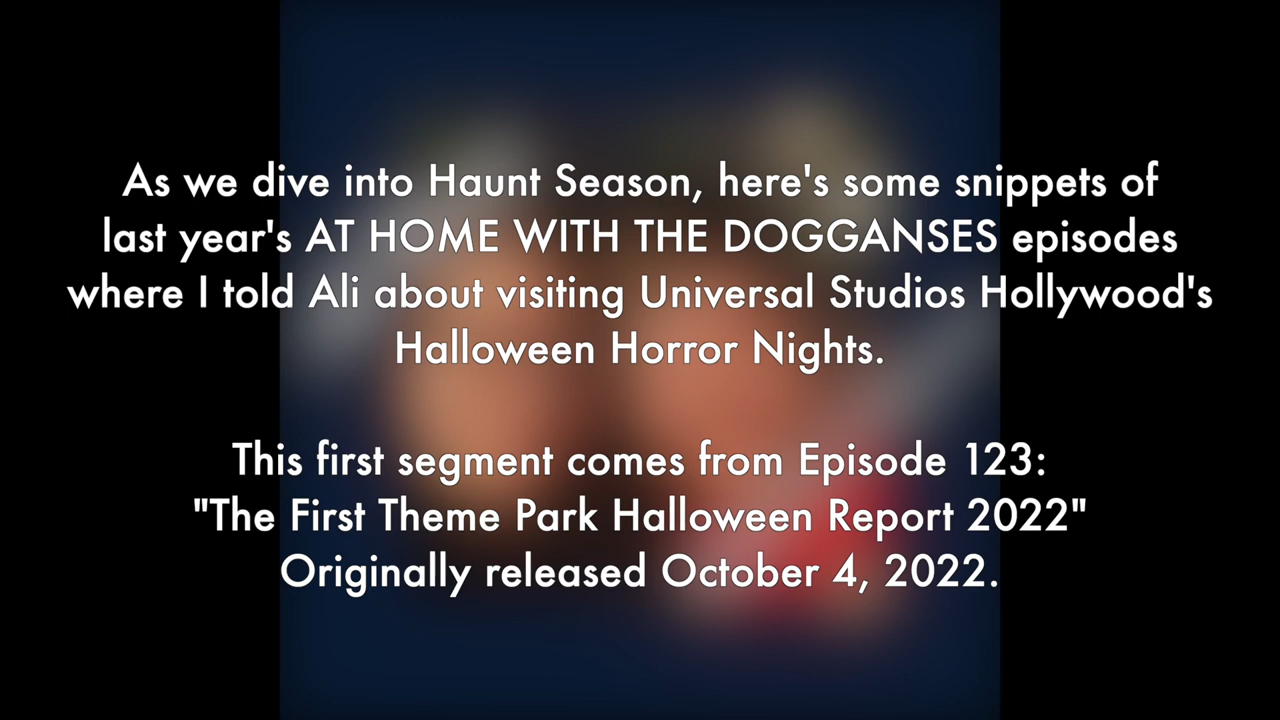 As we dive into Haunt Season, here's some snippets of
last year's AT HOME WITH THE DOGGANSES episodes
where I told Ali about visiting Universal Studios Hollywood's
Halloween Horror Nights.
This first segment comes from Episode 123:
"The First Theme Park Halloween Report 2022"
Originally released October 4, 2022.